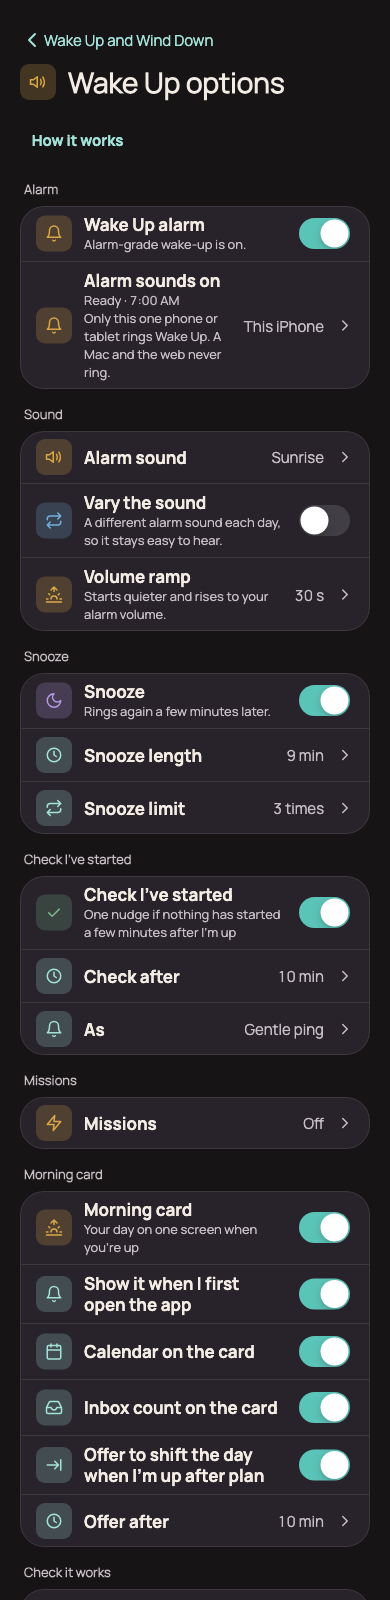 Wake Up and Wind Down
Wake Up options
How it works
Alarm
Wake Up alarm
Alarm-grade wake-up is on.
Alarm sounds on
Ready · 7:00 AM
Only this one phone or
tablet rings Wake Up. A
Mac and the web never
ring.
This iPhone
Sound
Alarm sound
Sunrise
Vary the sound
A different alarm sound each day,
so it stays easy to hear.
Volume ramp
Starts quieter and rises to your
alarm volume.
30 s
Snooze
Snooze
Rings again a few minutes later.
Snooze length
9 min
Snooze limit
3 times
Check I've started
Check I've started
One nudge if nothing has started
a few minutes after I'm up
Check after
10 min
As
Gentle ping
Missions
Missions
Off
Morning card
Morning card
Your day on one screen when
you're up
Show it when I first
open the app
Calendar on the card
Inbox count on the card
Offer to shift the day
when I'm up after plan
Offer after
10 min
Check it works